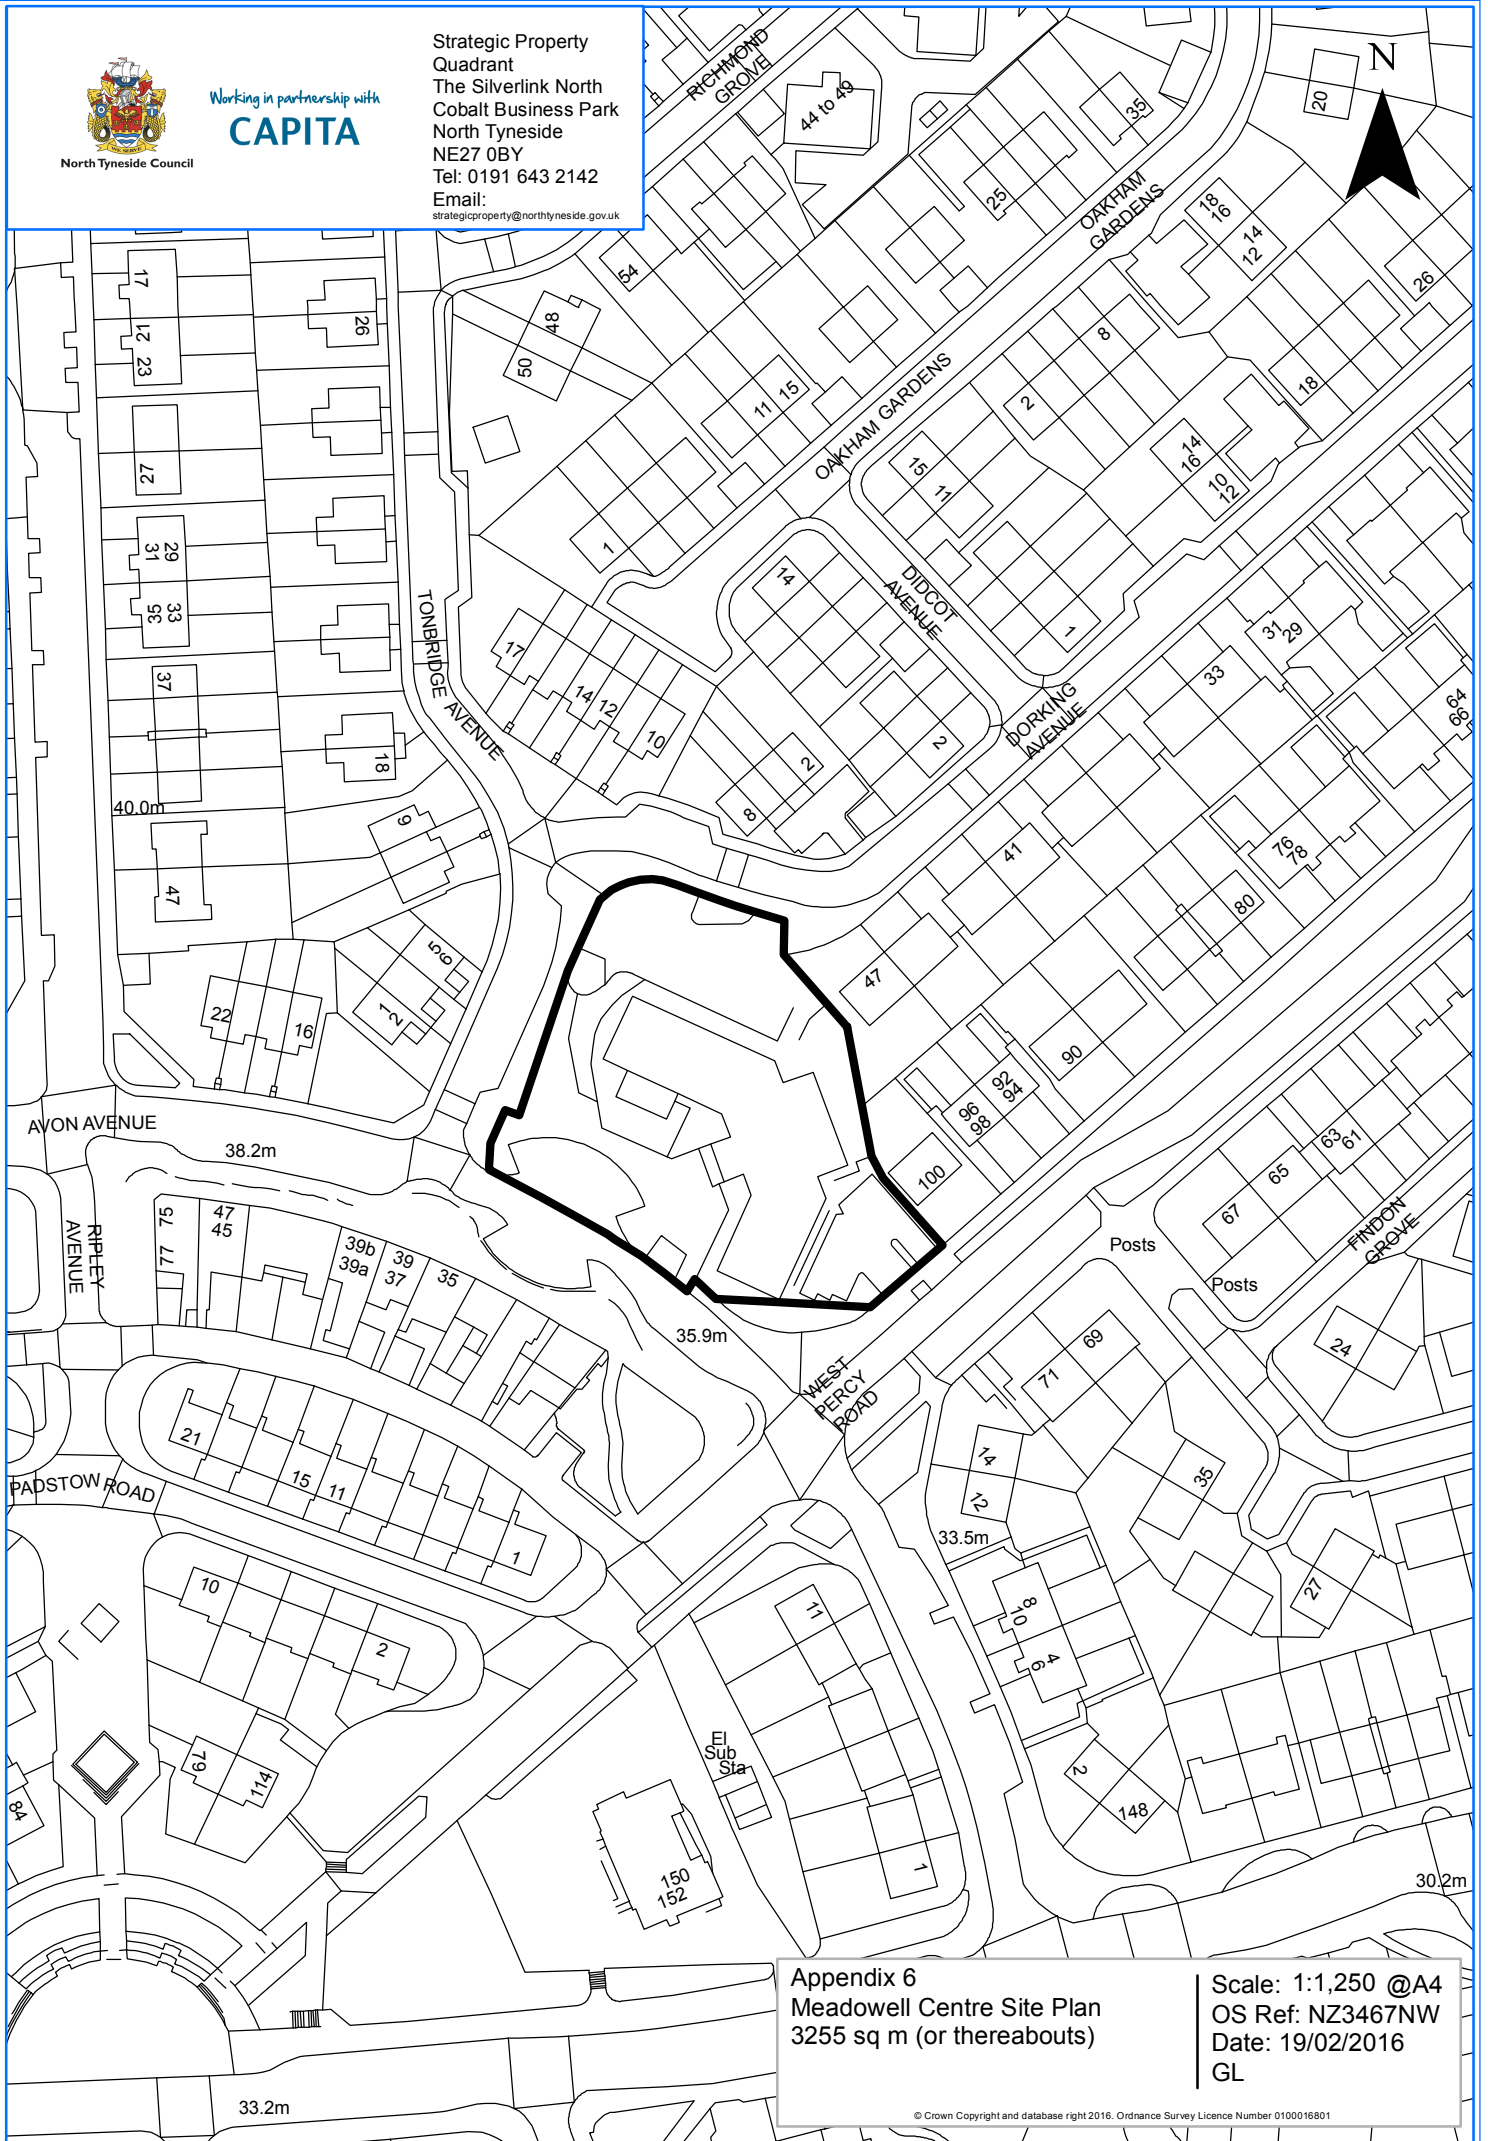 North Tyneside Council
Working in partnership with
CAPITA
Strategic Property
Quadrant
The Silverlink North
Cobalt Business Park
North Tyneside
NE27 0BY
Tel: 0191 643 2142
Email:
strategicproperty@northtyneside.gov.uk
N
RICHMOND
GROVE
44 to 49
35
20
25
OAKHAM
GARDENS
18
16
14
12
26
54
48
50
17
21
23
26
8
2
18
11 15
OAKHAM GARDENS
27
15
11
14
16
10
12
29
31
33
35
1
14
DIDCOT
AVENUE
1
31
29
TONBRIDGE AVENUE
17
14
12
10
33
37
64
66
DORKING
AVENUE
2
2
8
18
40.0m
9
41
76
78
47
80
5
6
1
2
47
22
16
90
92
94
96
98
100
AVON AVENUE
38.2m
63
61
65
67
FINDON
GROVE
RIPLEY
AVENUE
75
77
47
45
39b
39a
39
37
35
Posts
Posts
35.9m
24
69
71
WEST
PERCY
ROAD
21
15
11
1
PADSTOW ROAD
14
12
35
33.5m
27
10
2
11
8
10
4
6
79
114
El
Sub
Sta
2
148
84
150
152
1
30.2m
33.2m
Appendix 6
Meadowell Centre Site Plan
3255 sq m (or thereabouts)
Scale: 1:1,250 @A4
OS Ref: NZ3467NW
Date: 19/02/2016
GL
© Crown Copyright and database right 2016. Ordnance Survey Licence Number 0100016801